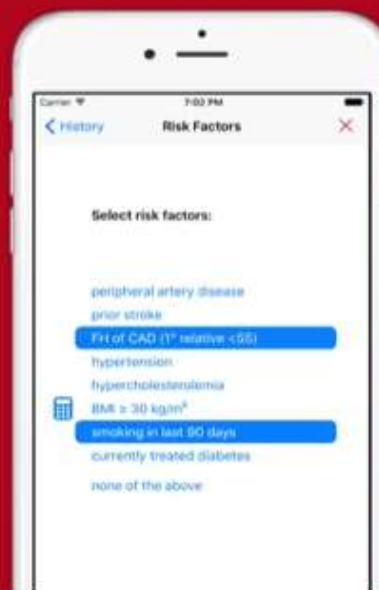 Carrier 7:02 PM
History Risk Factors
Select risk factors:
peripheral artery disease
prior stroke
FH of CAD (1° relative <55)
hypertension
hypercholesterolemia
BMI ≥ 30 kg/m²
smoking in last 90 days
currently treated diabetes
none of the above